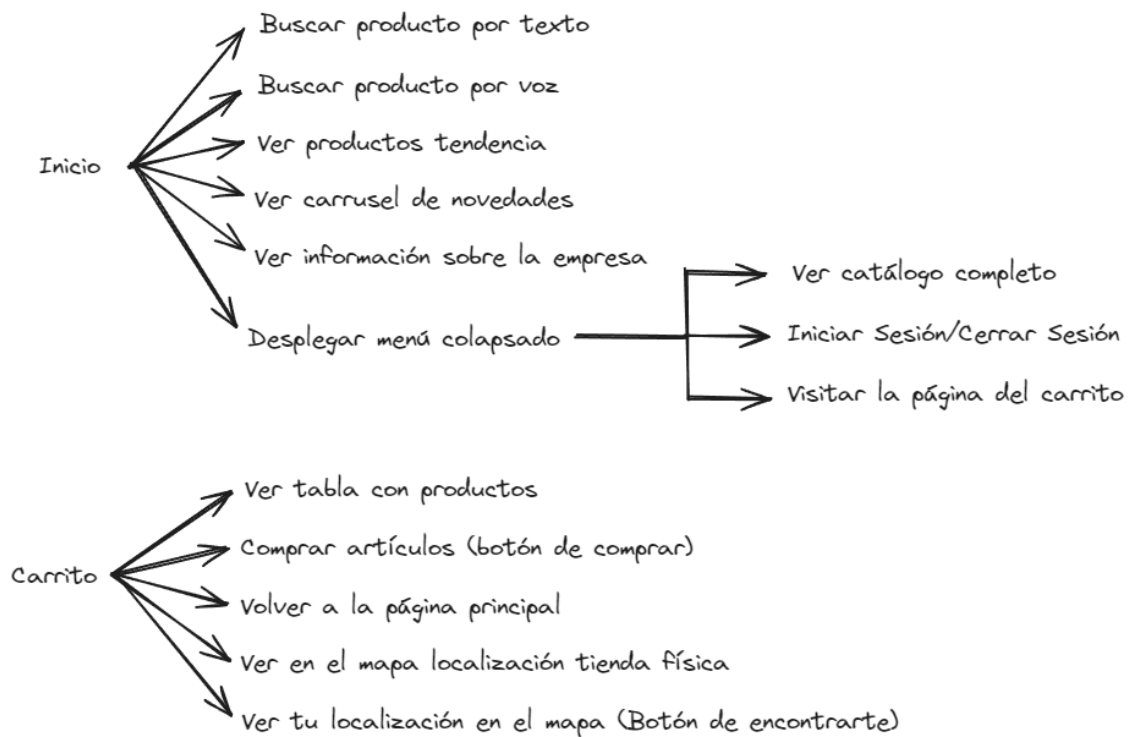 Buscar producto por texto
Buscar producto por voz
Ver productos tendencia
Inicio
Ver carrusel de novedades
Ver información sobre la empresa
Desplegar menú colapsado
Ver catálogo completo
Iniciar Sesión/Cerrar Sesión
Visitar la página del carrito
Ver tabla con productos
Comprar artículos (botón de comprar)
Carrito
Volver a la página principal
Ver en el mapa localización tienda física
Ver tu localización en el mapa (Botón de encontrarte)